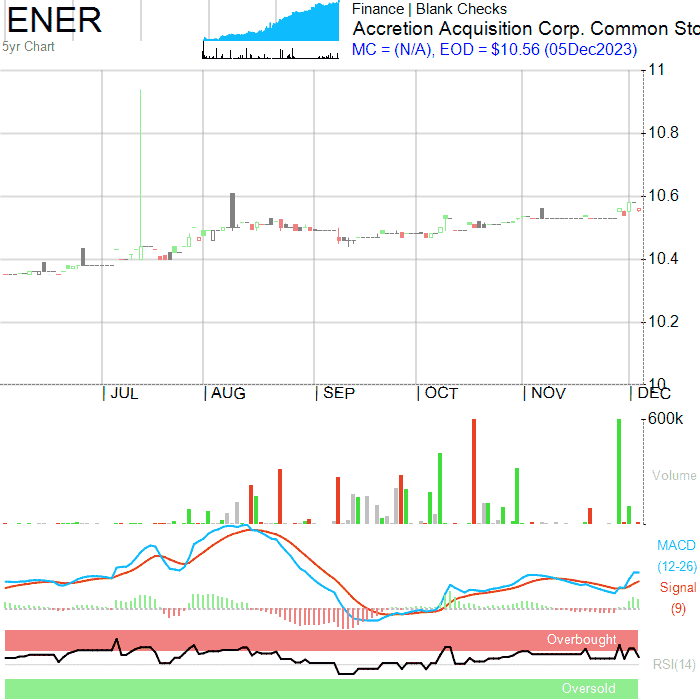 ENER
5yr Chart
Finance | Blank Checks
Accretion Acquisition Corp. Common Sto
MC = (N/A), EOD = $10.56 (05Dec2023)
11
10.8
10.6
10.4
10.2
10
| JUL | AUG | SEP | OCT | NOV | DEC
600k
Volume
MACD
(12-26)
Signal
(9)
Overbought
RSI(14)
Oversold